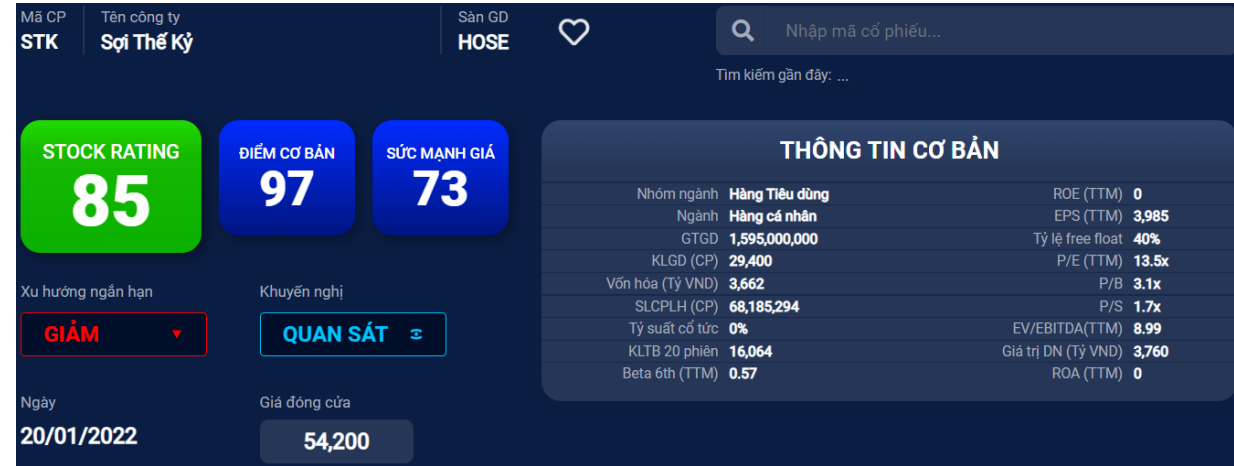 Mã CP Tên công ty Sàn GD
STK Sợi Thế Kỷ HOSE
Nhập mã cổ phiếu...
Tìm kiếm gần đây: ...
STOCK RATING
85
ĐIỂM CƠ BẢN
97
SỨC MẠNH GIÁ
73
Xu hướng ngắn hạn Khuyến nghị
GIẢM QUAN SÁT
Ngày Giá đóng cửa
20/01/2022 54,200
THÔNG TIN CƠ BẢN
Nhóm ngành Hàng Tiêu dùng ROE (TTM) 0
Ngành Hàng cá nhân EPS (TTM) 3,985
GTGD 1,595,000,000 Tỷ lệ free float 40%
KLGD (CP) 29,400 P/E (TTM) 13.5x
Vốn hóa (Tỷ VND) 3,662 P/B 3.1x
SLCPLH (CP) 68,185,294 P/S 1.7x
Tỷ suất cổ tức 0% EV/EBITDA(TTM) 8.99
KLTB 20 phiên 16,064 Giá trị DN (Tỷ VND) 3,760
Beta 6th (TTM) 0.57 ROA (TTM) 0